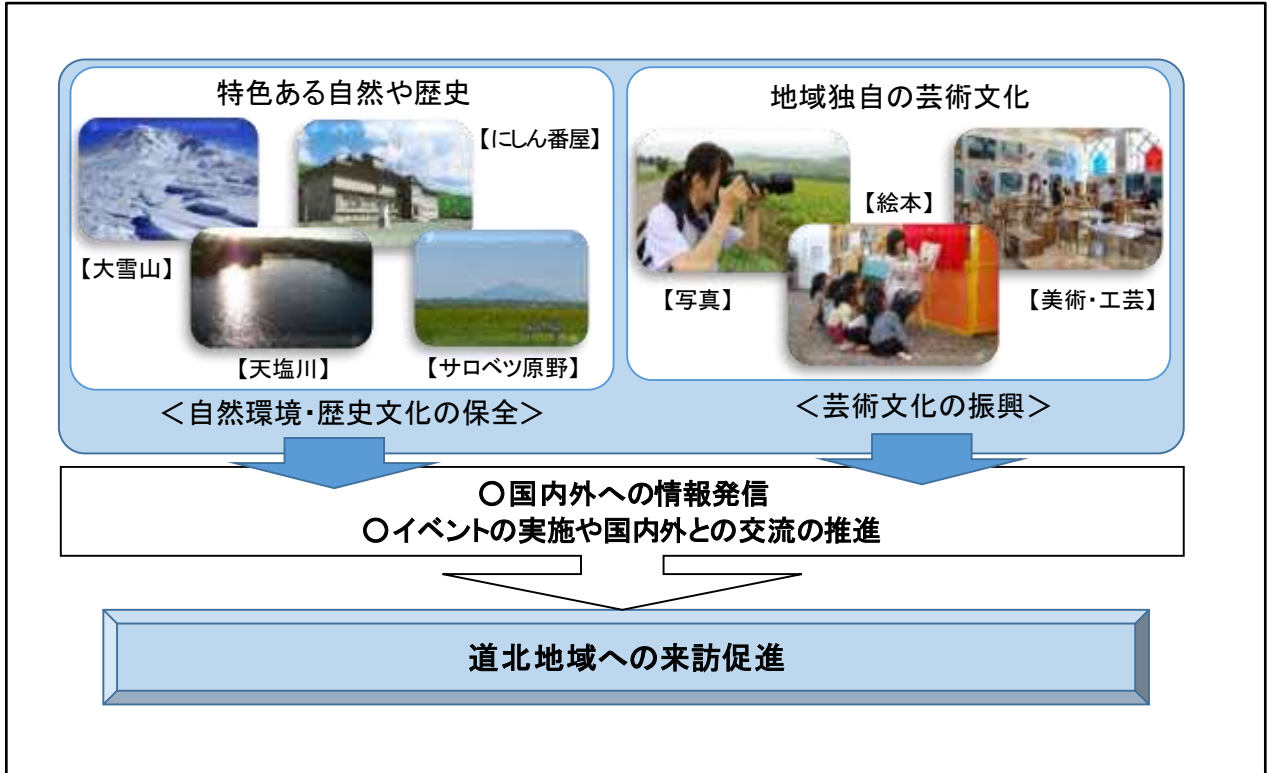 特色ある自然や歴史
【にしん番屋】
【大雪山】
【天塩川】
【サロベツ原野】
＜自然環境・歴史文化の保全＞
地域独自の芸術文化
【絵本】
【写真】
【美術・工芸】
＜芸術文化の振興＞
○国内外への情報発信
○イベントの実施や国内外との交流の推進
道北地域への来訪促進